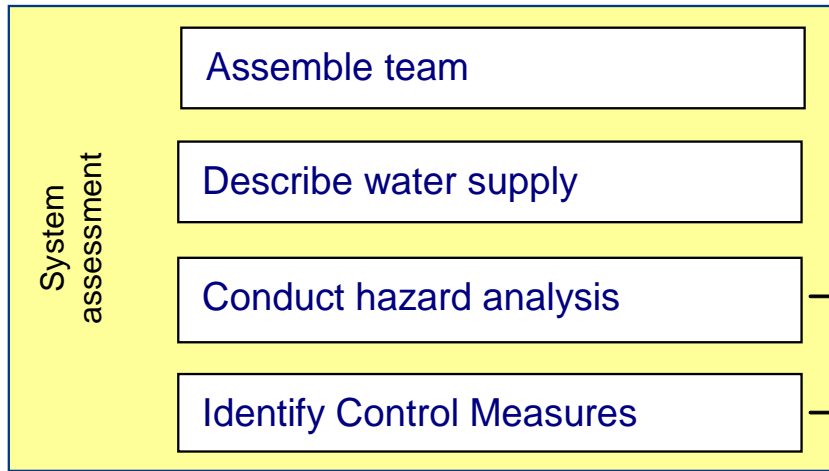 System
assessment
Assemble team
Describe water supply
Conduct hazard analysis
Identify Control Measures